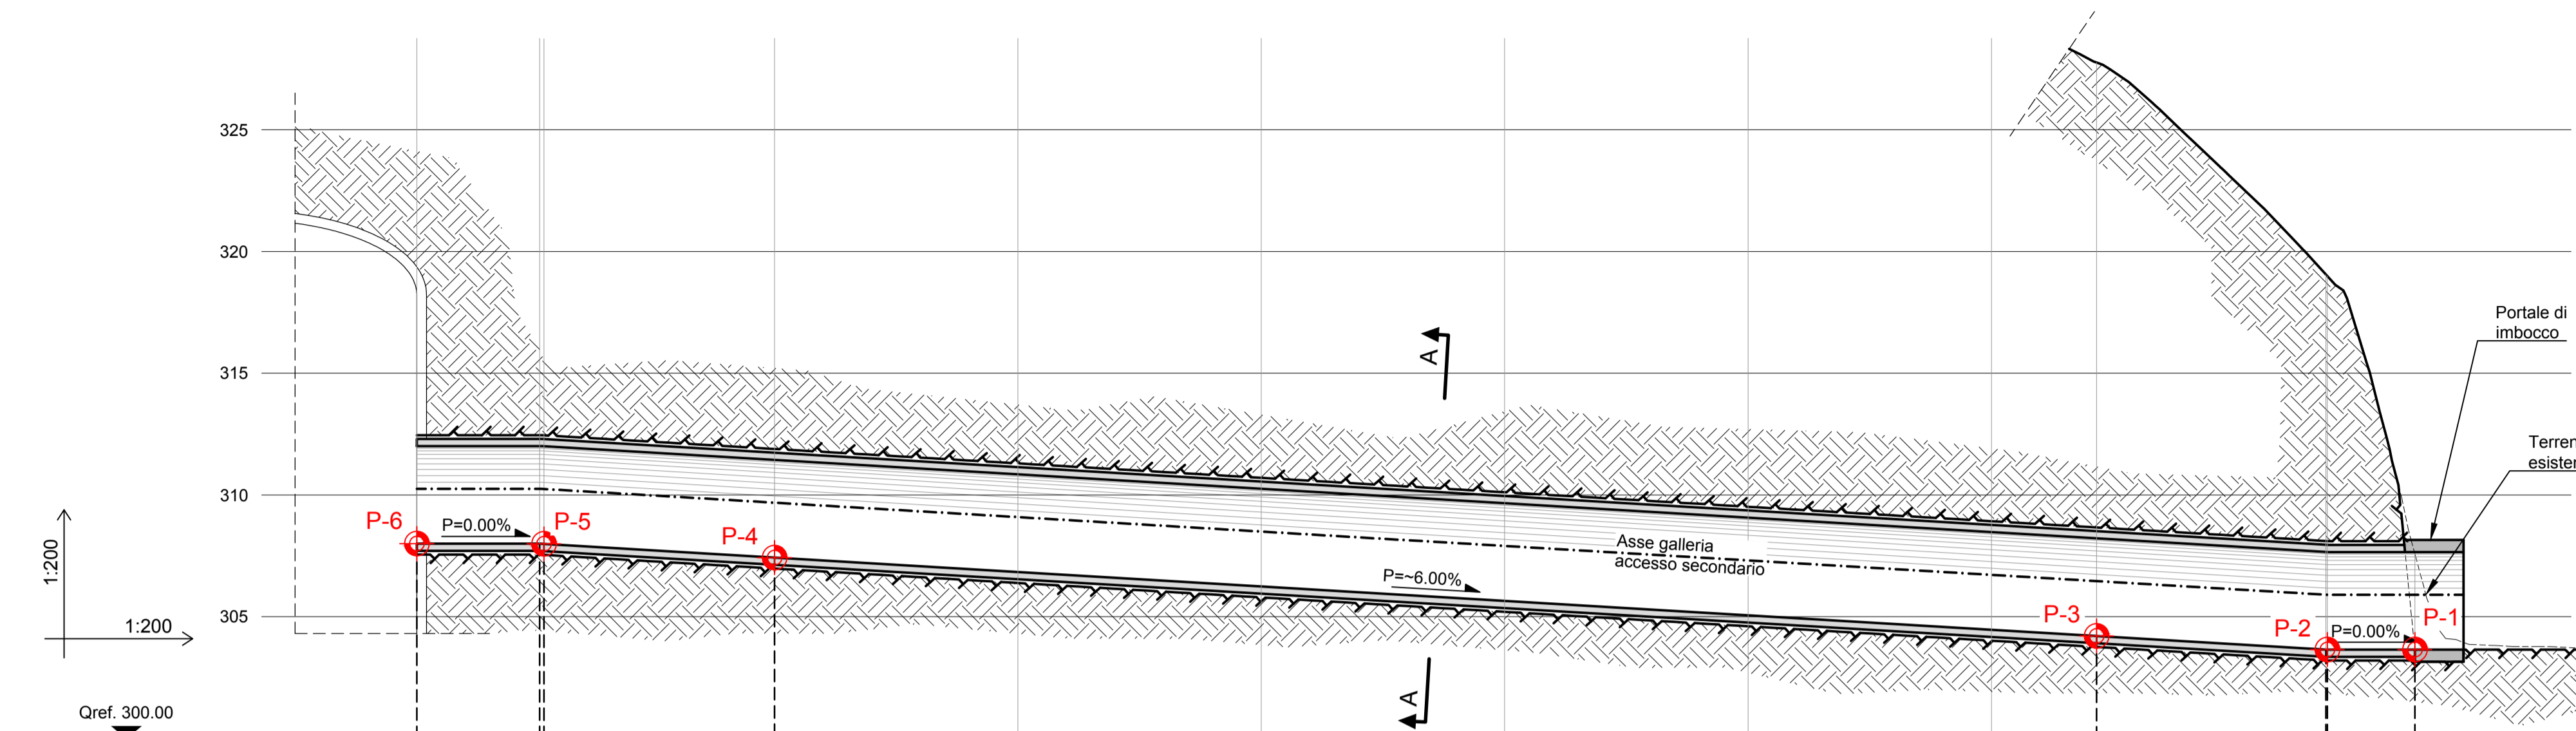 325
320
315
310
305
Portale di
imbocco
A
P-6
P=0.00%
P-5
P-4
P=~6.00%
Asse galleria
accesso secondario
P-3
P-2
P=0.00%
P-1
1:200
1:200
A
Qref. 300.00